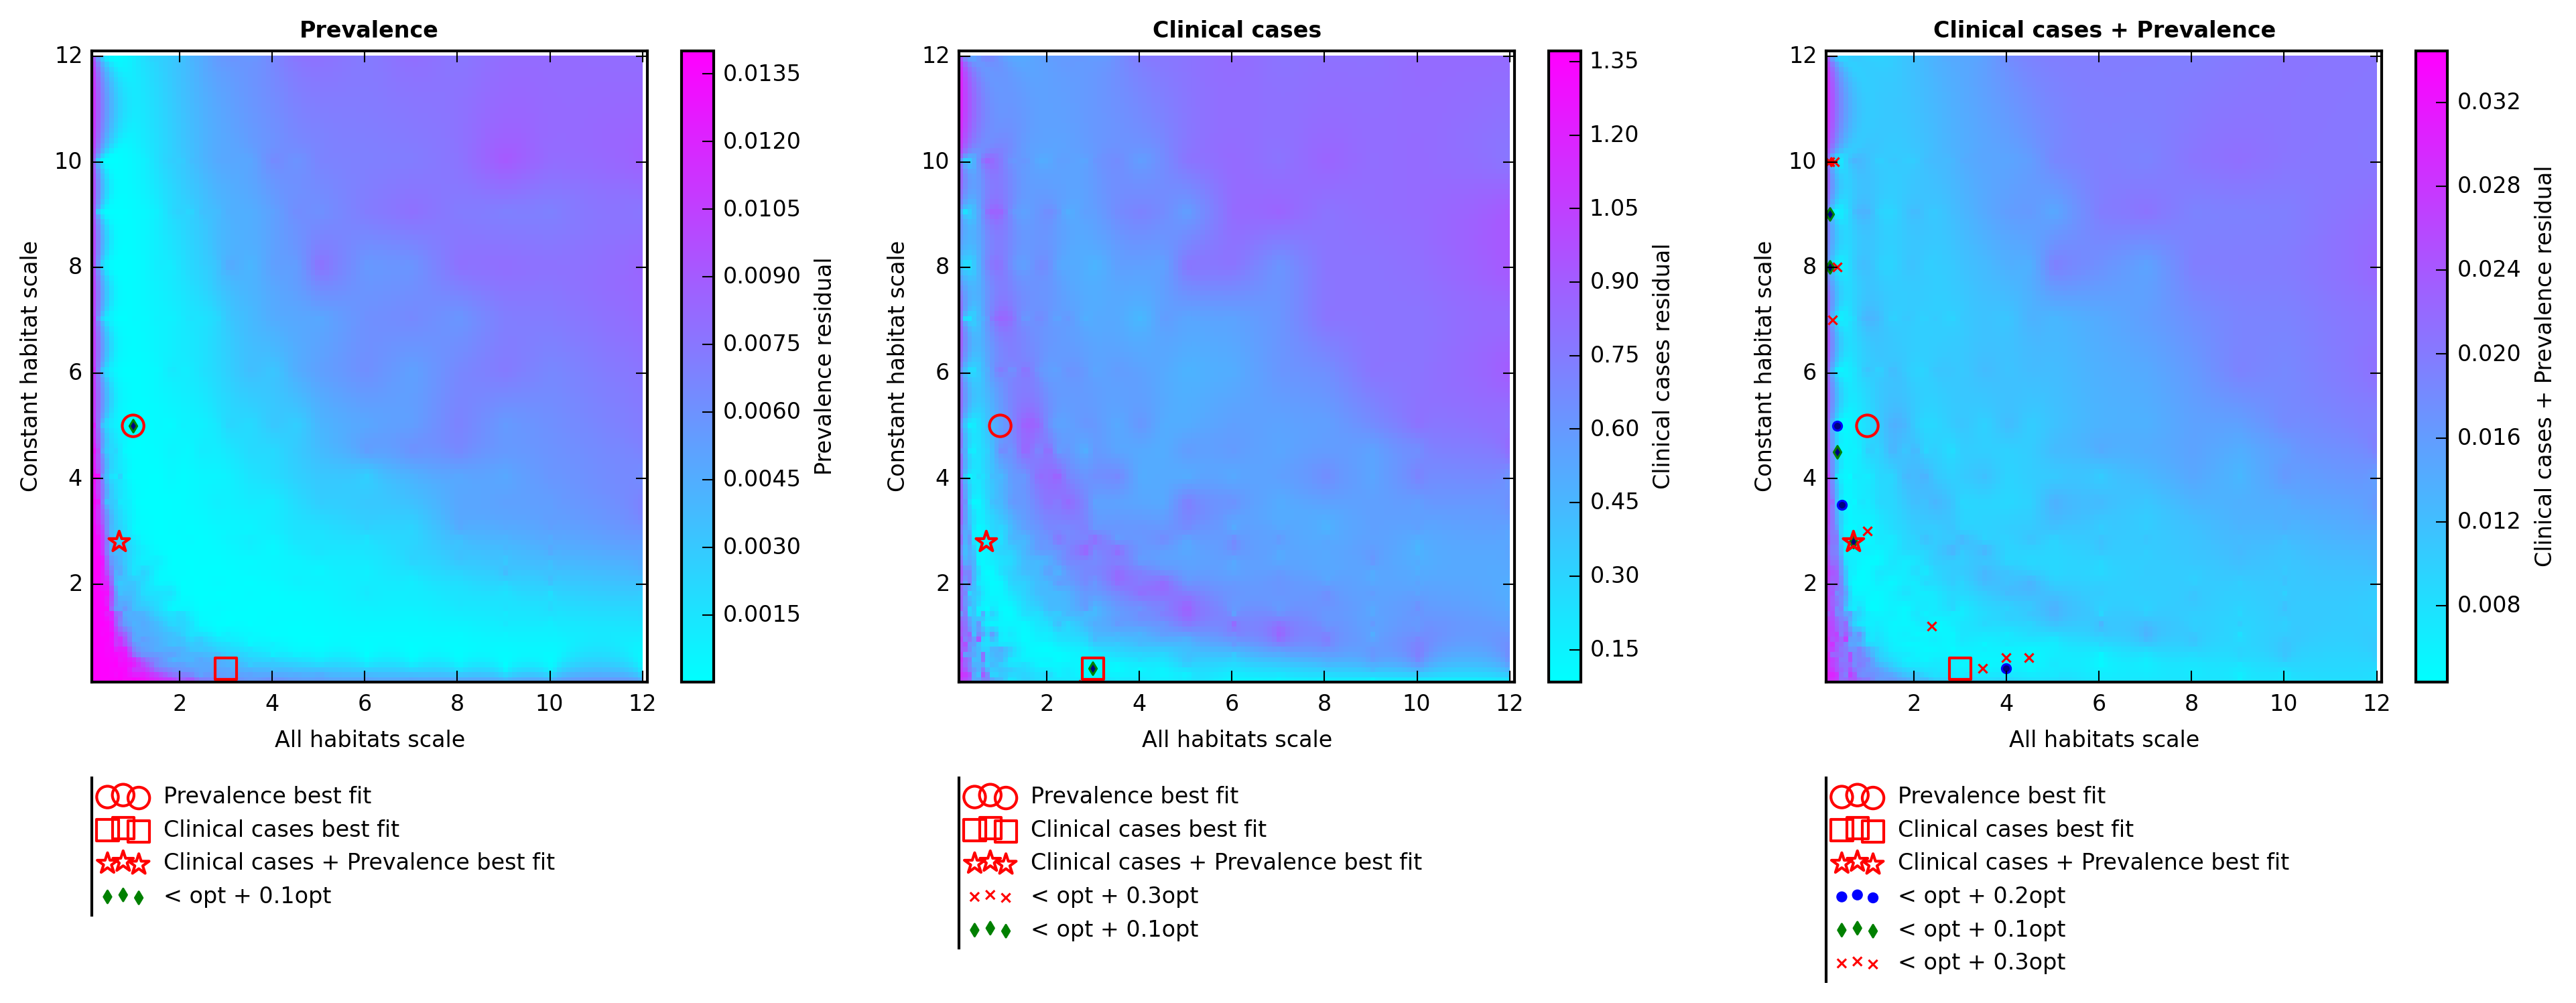 Prevalence
12
10
8
6
4
2
2
4
6
8
10
12
Constant habitat scale
All habitats scale
0.0135
0.0120
0.0105
0.0090
0.0075
0.0060
0.0045
0.0030
0.0015
Prevalence residual
Prevalence best fit
Clinical cases best fit
Clinical cases + Prevalence best fit
< opt + 0.1opt
Clinical cases
12
10
8
6
4
2
2
4
6
8
10
12
Constant habitat scale
All habitats scale
1.35
1.20
1.05
0.90
0.75
0.60
0.45
0.30
0.15
Clinical cases residual
Prevalence best fit
Clinical cases best fit
Clinical cases + Prevalence best fit
< opt + 0.3opt
< opt + 0.1opt
Clinical cases + Prevalence
12
10
8
6
4
2
2
4
6
8
10
12
Constant habitat scale
All habitats scale
0.032
0.028
0.024
0.020
0.016
0.012
0.008
Clinical cases + Prevalence residual
Prevalence best fit
Clinical cases best fit
Clinical cases + Prevalence best fit
< opt + 0.2opt
< opt + 0.1opt
< opt + 0.3opt